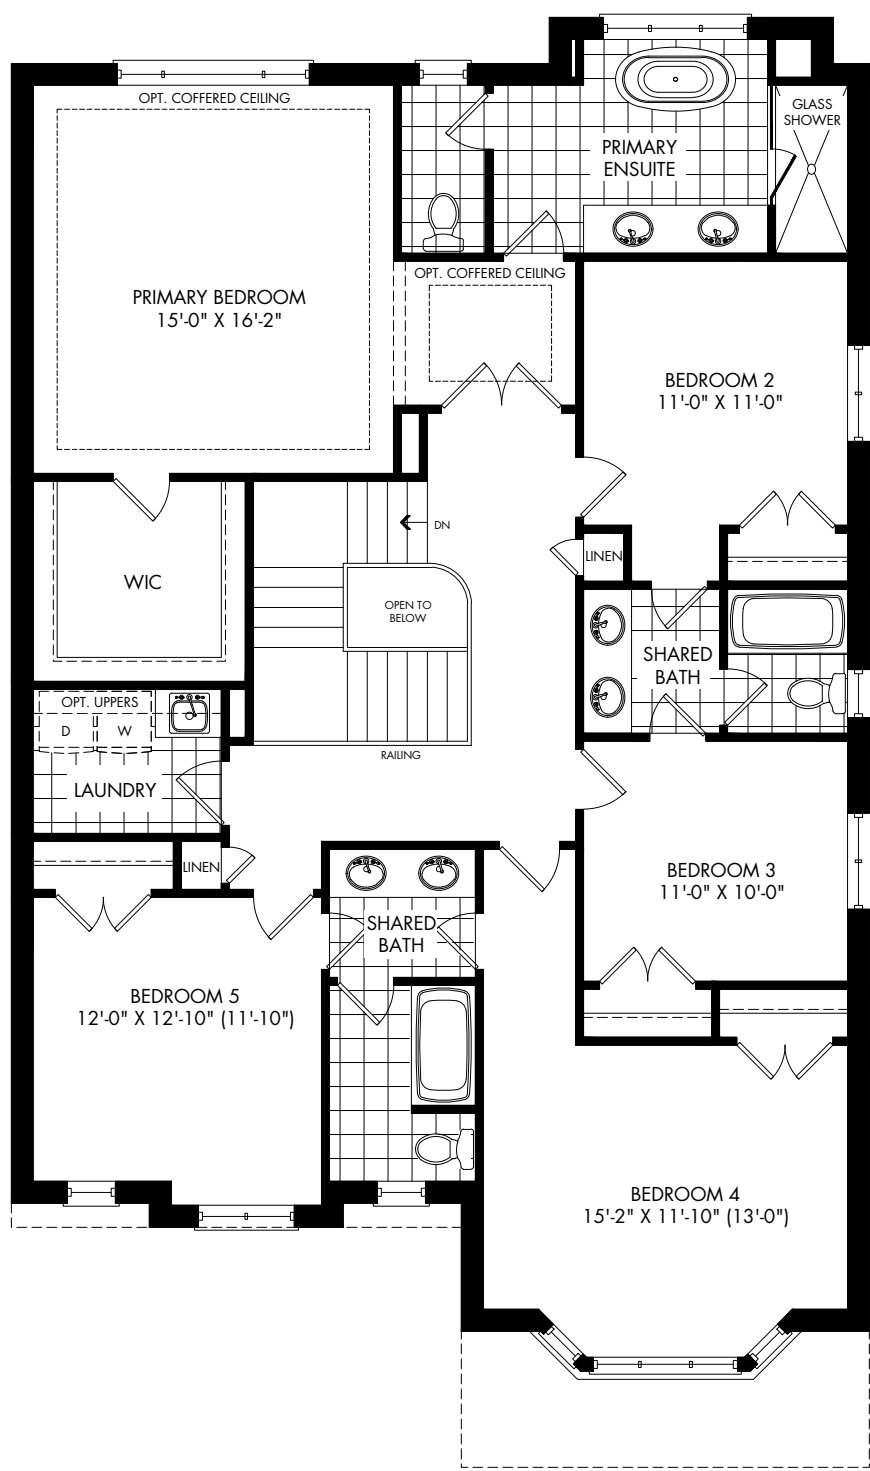 OPT. COFFERED CEILING
GLASS
SHOWER
PRIMARY
ENSUITE
OPT. COFFERED CEILING
PRIMARY BEDROOM
15'-0" X 16'-2"
BEDROOM 2
11'-0" X 11'-0"
DN
LINEN
WIC
OPEN TO
BELOW
SHARED
BATH
OPT. UPPERS
D
W
RAILING
LAUNDRY
LINEN
BEDROOM 3
11'-0" X 10'-0"
SHARED
BATH
BEDROOM 5
12'-0" X 12'-10" (11'-10")
BEDROOM 4
15'-2" X 11'-10" (13'-0")